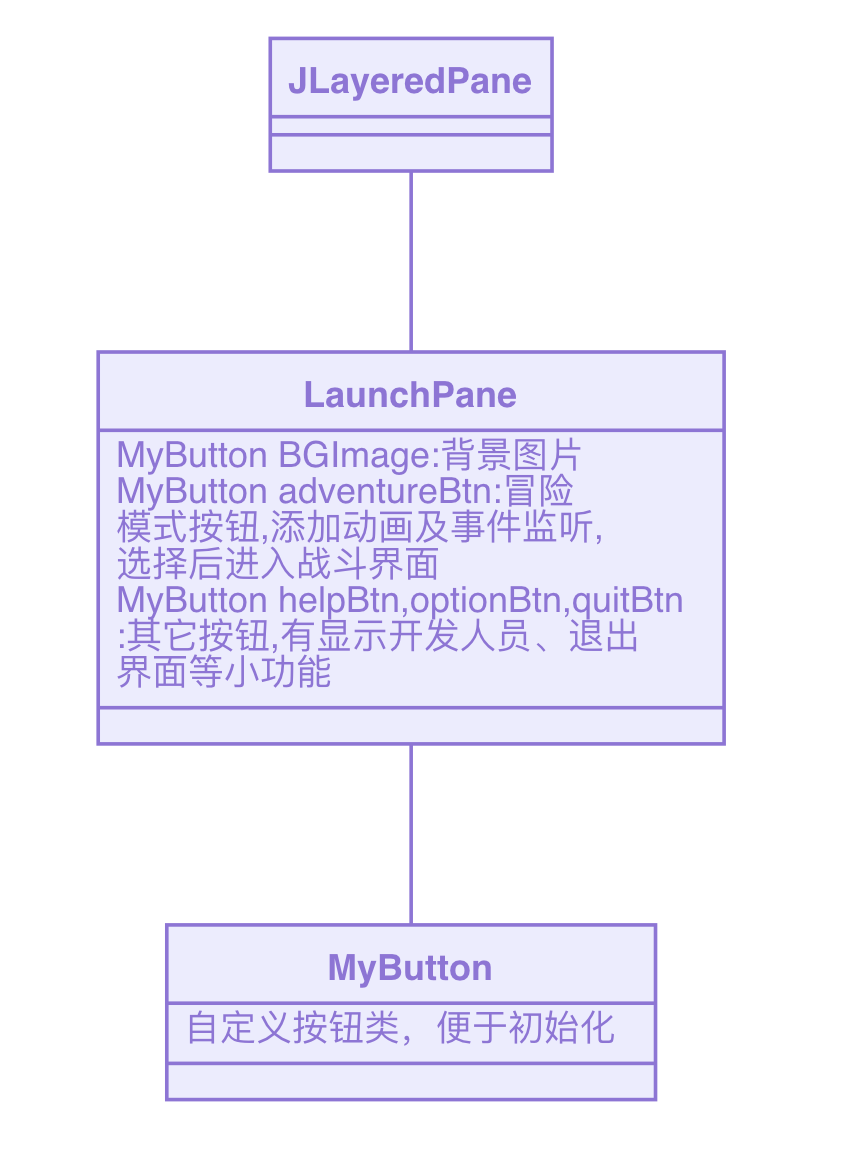 JLayeredPane
LaunchPane
MyButton BGImage:背景图片
MyButton adventureBtn:冒险
模式按钮,添加动画及事件监听,
选择后进入战斗界面
MyButton helpBtn,optionBtn,quitBtn
:其它按钮,有显示开发人员、退出
界面等小功能
MyButton
自定义按钮类，便于初始化